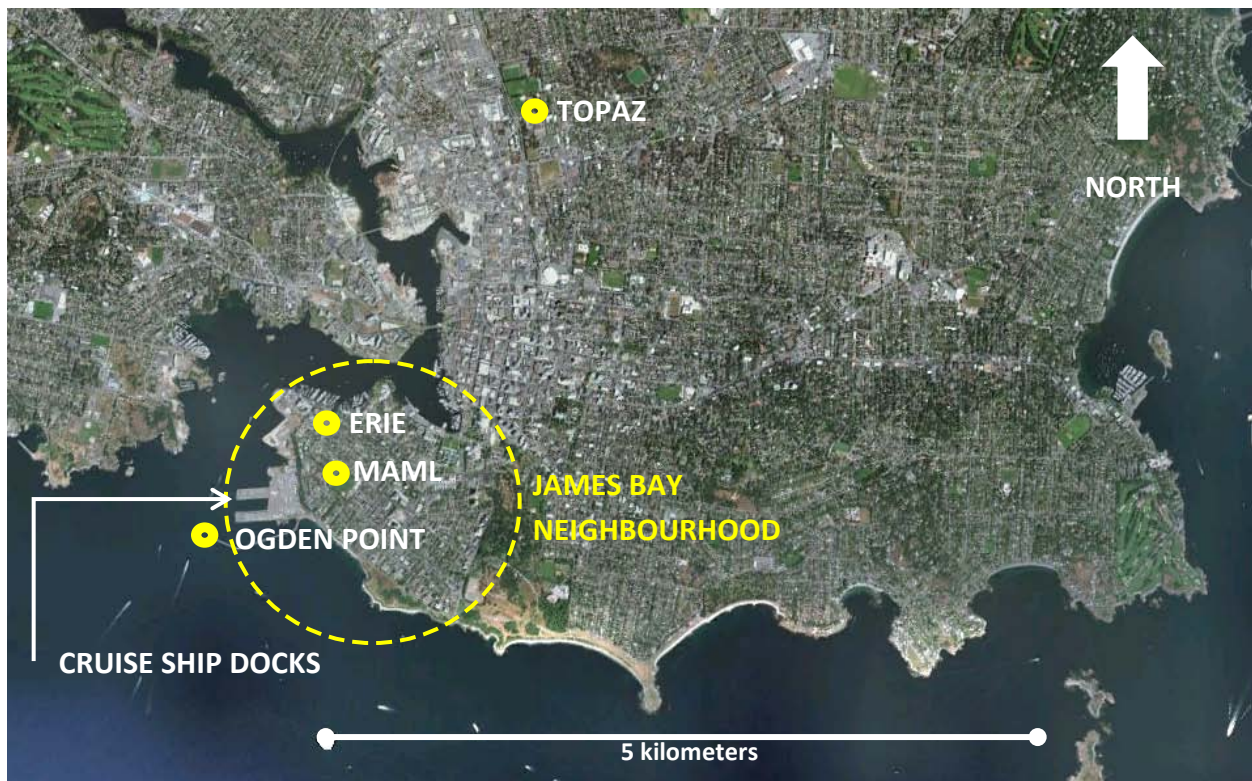 TOPAZ
NORTH
ERIE
MAML
JAMES BAY
NEIGHBOURHOOD
OGDEN POINT
CRUISE SHIP DOCKS
5 kilometers